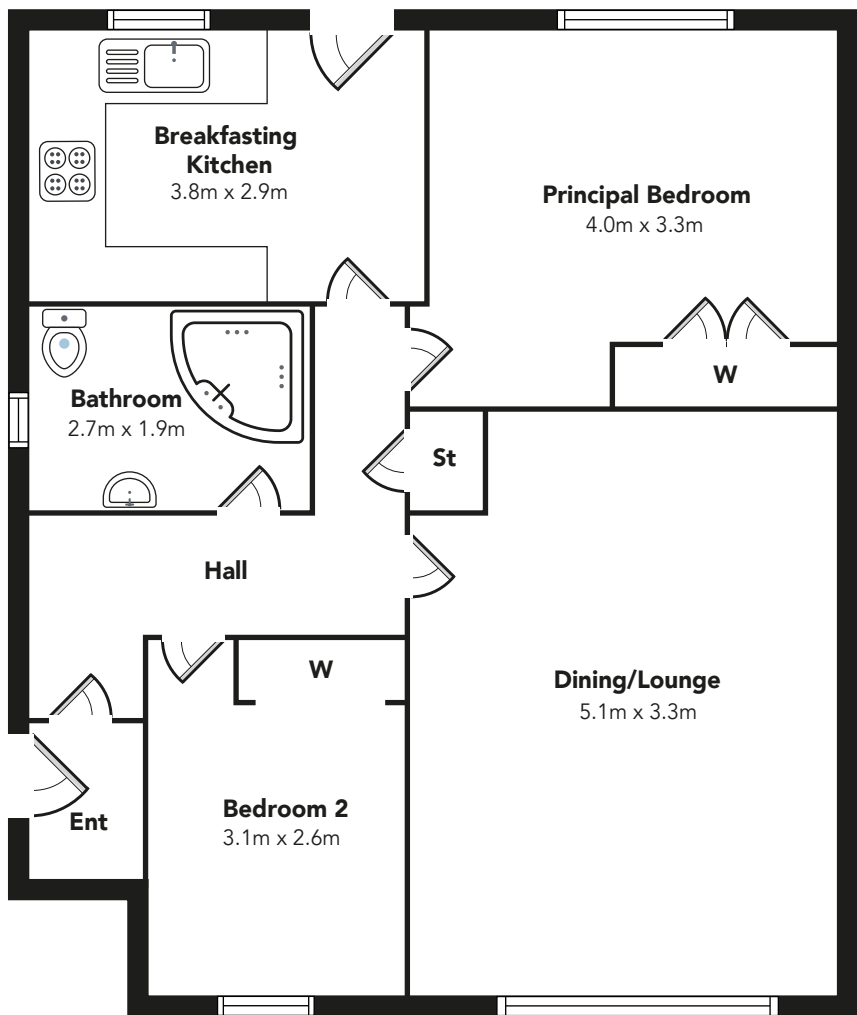 Breakfasting
Kitchen
3.8m x 2.9m
Principal Bedroom
4.0m x 3.3m
W
Bathroom
2.7m x 1.9m
St
Hall
W
Dining/Lounge
5.1m x 3.3m
Bedroom 2
3.1m x 2.6m
Ent